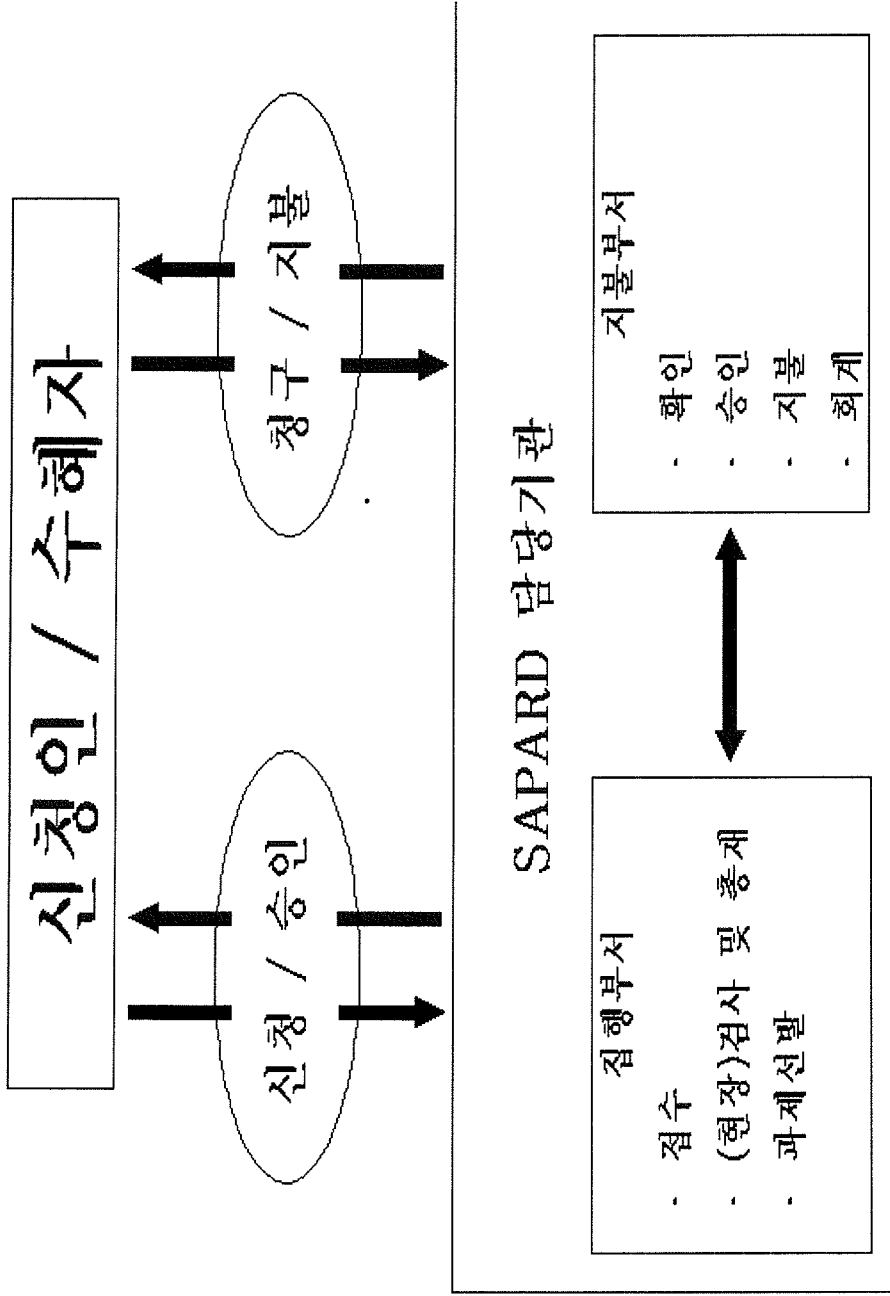 신청인 / 수혜자
신청 / 승인
청구 / 지불
SAPARD 담당기관
집행부서
- 접수
- (현장)검사 및 총재
- 과제선발
지불부서
- 확인
- 승인
- 지불
- 회계